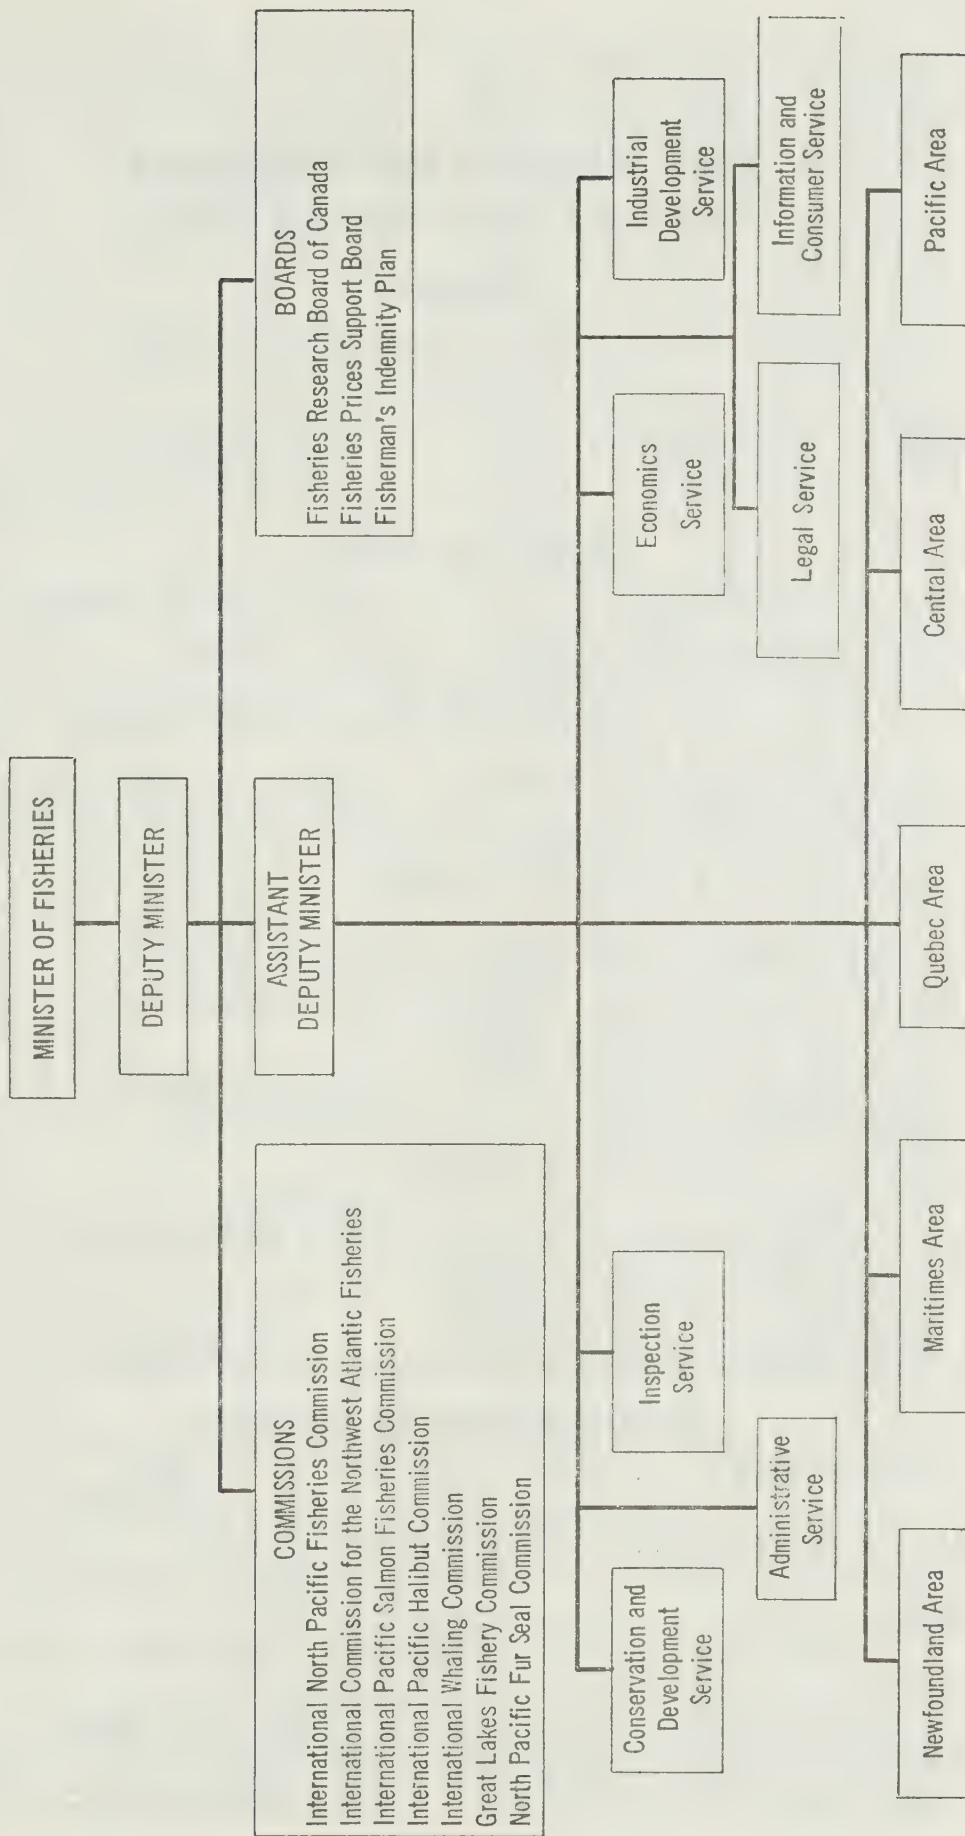 MINISTER OF FISHERIES
DEPUTY MINISTER
COMMISSIONS
International North Pacific Fisheries Commission
International Commission for the Northwest Atlantic Fisheries
International Pacific Salmon Fisheries Commission
International Pacific Halibut Commission
International Whaling Commission
Great Lakes Fishery Commission
North Pacific Fur Seal Commission
ASSISTANT
DEPUTY MINISTER
BOARDS
Fisheries Research Board of Canada
Fisheries Prices Support Board
Fisherman's Indemnity Plan
Conservation and
Development
Service
Inspection
Service
Economics
Service
Industrial
Development
Service
Administrative
Service
Legal Service
Information and
Consumer Service
Newfoundland Area
Maritimes Area
Quebec Area
Central Area
Pacific Area